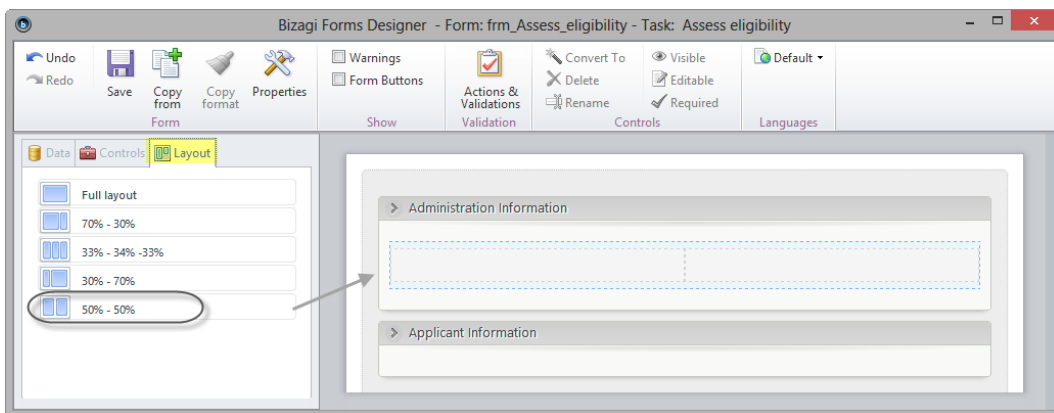 Bizagi Forms Designer - Form: frm_Assess_eligibility - Task: Assess eligibility
Undo
Redo
Save
Copy
from
Copy
format
Properties
Form
Warnings
Form Buttons
Show
Actions &
Validations
Validation
Convert To
Delete
Rename
Visible
Editable
Required
Controls
Default
Languages
Data
Controls
Layout
Full layout
70% - 30%
33% - 34% -33%
30% - 70%
50% - 50%
Administration Information
Applicant Information